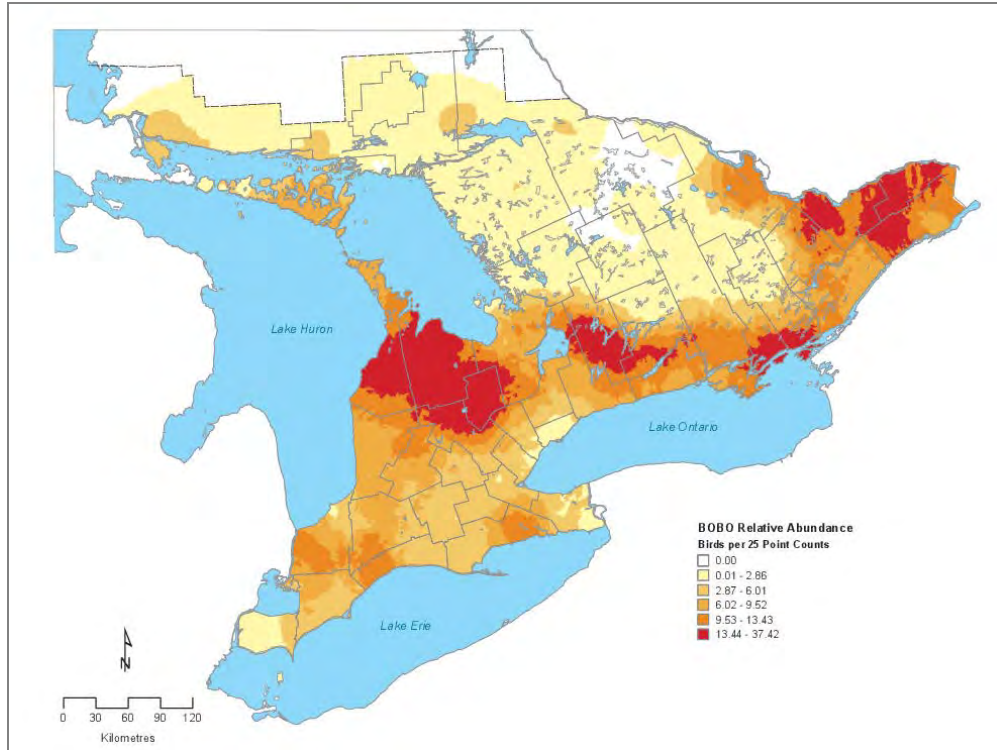 Lake Huron
Lake Ontario
Lake Erie
BOBO Relative Abundance
Birds per 25 Point Counts
0.00
0.01 - 2.86
2.87 - 6.01
6.02 - 9.52
9.53 - 13.43
13.44 - 37.42
N
0 30 60 90 120
Kilometres